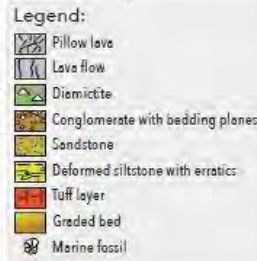 Legend:
Pillow lava
Lava flow
Diamictite
Conglomerate with bedding planes
Sandstone
Deformed siltstone with erratics
Tuff layer
Graded bed
Marine fossil